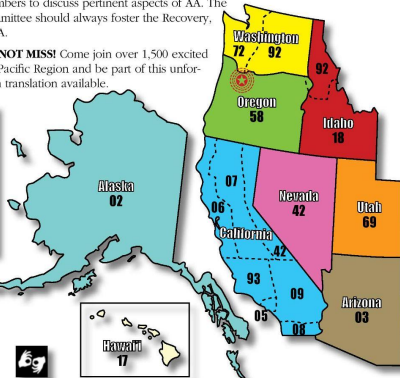 mbers to discuss pertinent aspects of AA. The
mmittee should always foster the Recovery,
A.
NOT MISS! Come join over 1,500 excited
Pacific Region and be part of this unfor-
translation available.
Washington
72 92
92
Oregon
58
Idaho
18
Alaska
02
07
06
California
Nevada
42
Utah
69
42
93
09
05
08
Arizona
03
Hawai'i
17